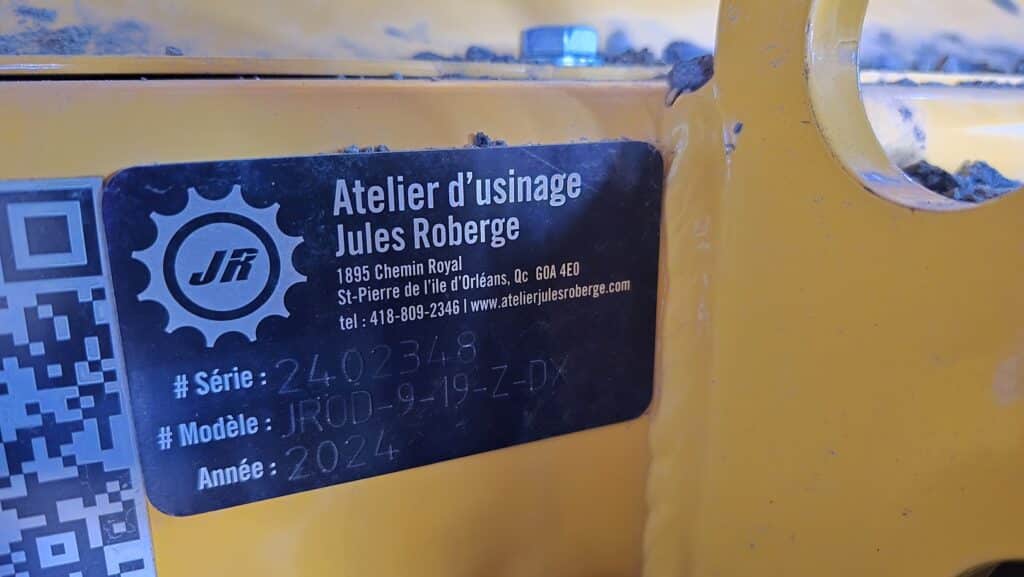 JR
Atelier d'usinage
Jules Roberge
1895 Chemin Royal
St-Pierre de l'ile d'Orléans, Qc G0A 4E0
tel : 418-809-2346 | www.atelierjulesroberge.com
# Série : 2402348
# Modèle : JROD-9-19-Z-DX
Année : 2024